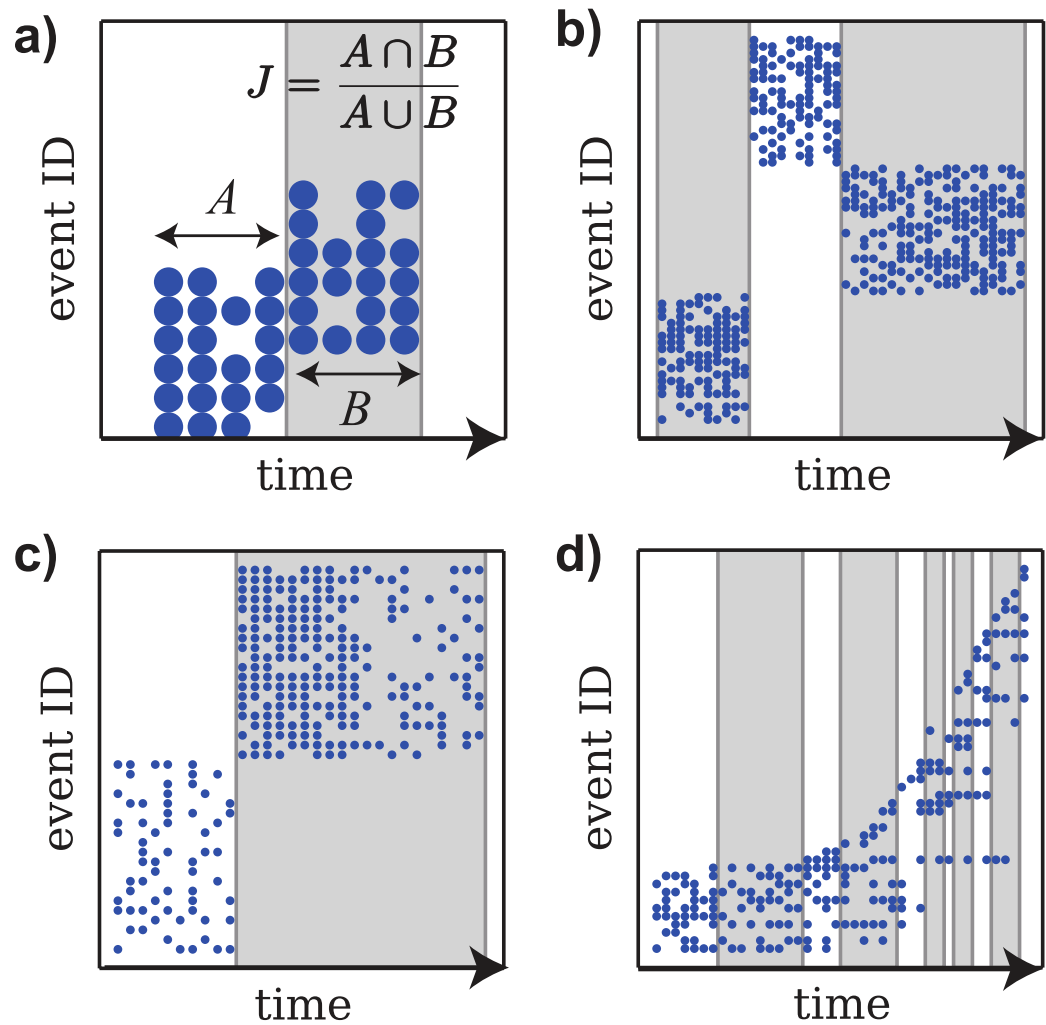 a)
J = A ∩ B / A ∪ B
A
B
event ID
time
b)
event ID
time
c)
event ID
time
d)
event ID
time